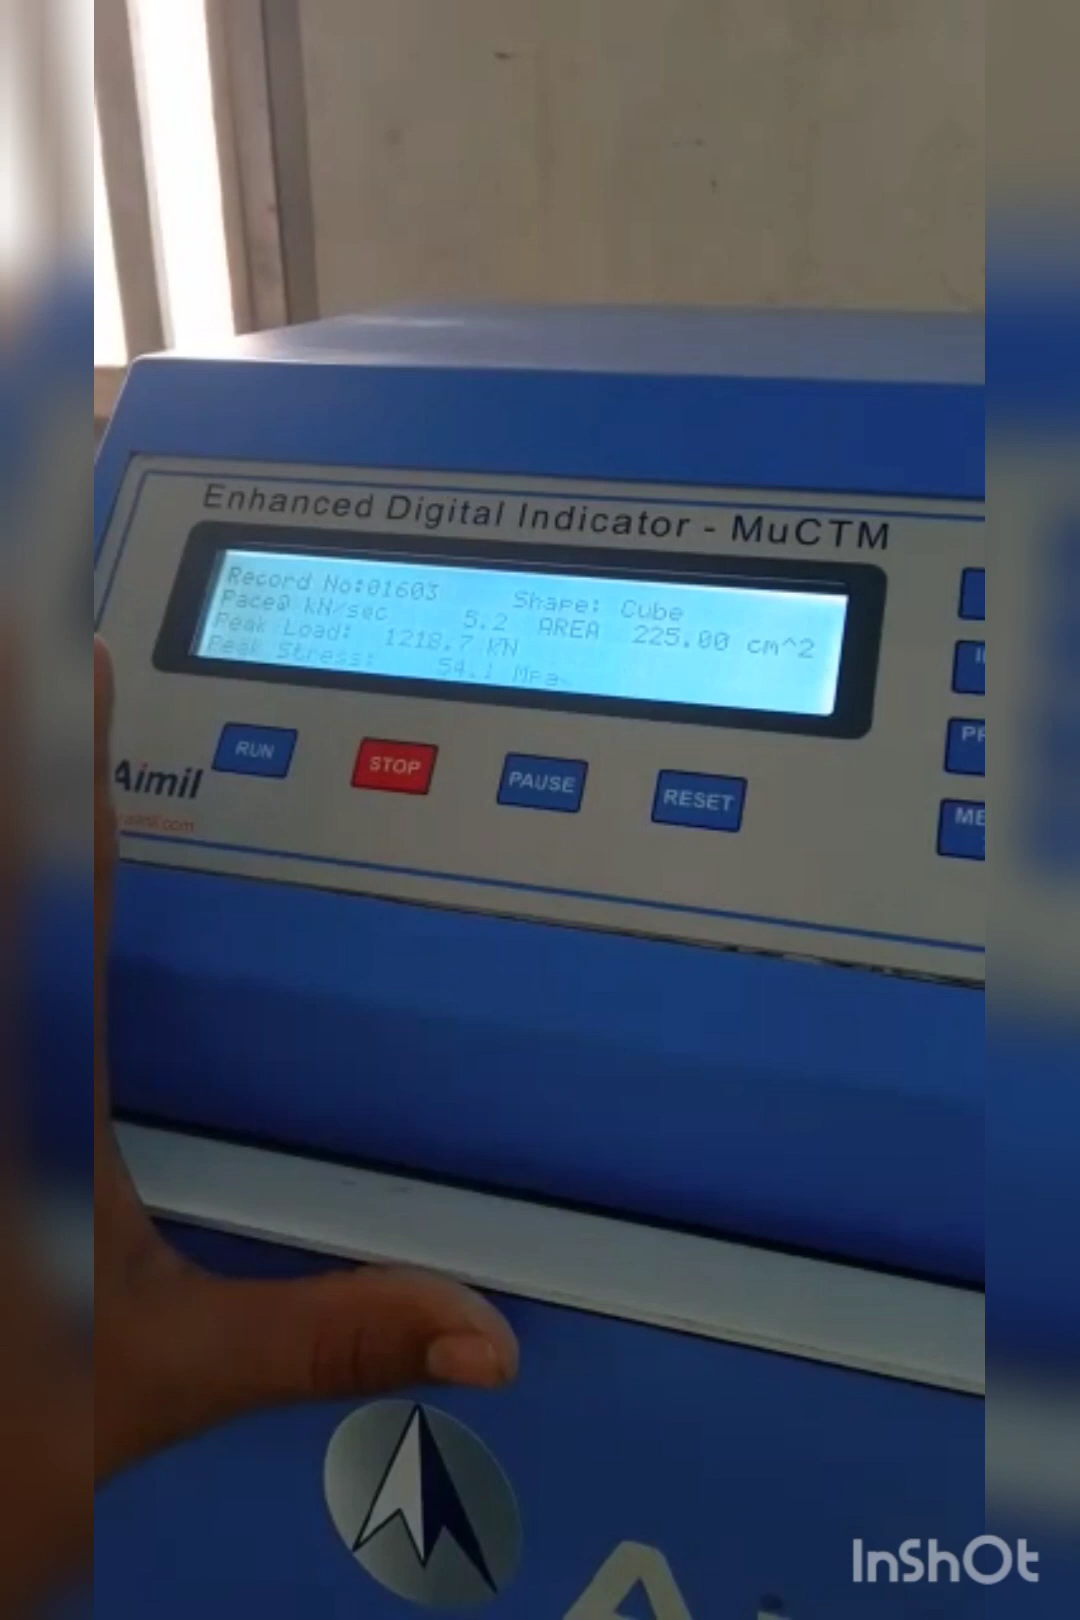 Enhanced Digital Indicator - MuCTM
Record No:01603 Shape: Cube
Pace@ kN/sec 5.2 AREA 225.00 cm^2
Peak Load: 1218.7 kN
Peak Stress: 54.1 Mpa
RUN
STOP
PAUSE
RESET
Aimil
InShOt